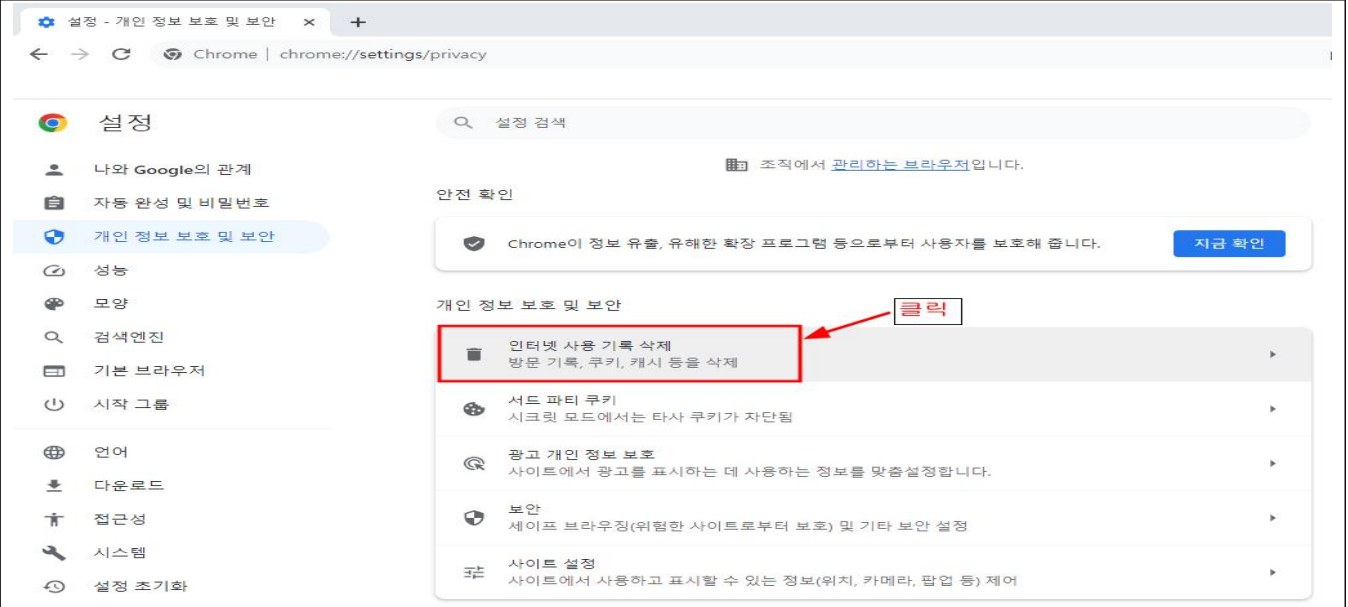 설정 - 개인 정보 보호 및 보안
Chrome | chrome://settings/privacy
설정
설정 검색
나와 Google의 관계
자동 완성 및 비밀번호
개인 정보 보호 및 보안
성능
모양
검색엔진
기본 브라우저
시작 그룹
언어
다운로드
접근성
시스템
설정 초기화
조직에서 관리하는 브라우저입니다.
안전 확인
Chrome이 정보 유출, 유해한 확장 프로그램 등으로부터 사용자를 보호해 줍니다.
지금 확인
개인 정보 보호 및 보안
클릭
인터넷 사용 기록 삭제
방문 기록, 쿠키, 캐시 등을 삭제
서드 파티 쿠키
시크릿 모드에서는 타사 쿠키가 차단됨
광고 개인 정보 보호
사이트에서 광고를 표시하는 데 사용하는 정보를 맞춤설정합니다.
보안
세이프 브라우징(위험한 사이트로부터 보호) 및 기타 보안 설정
사이트 설정
사이트에서 사용하고 표시할 수 있는 정보(위치, 카메라, 팝업 등) 제어